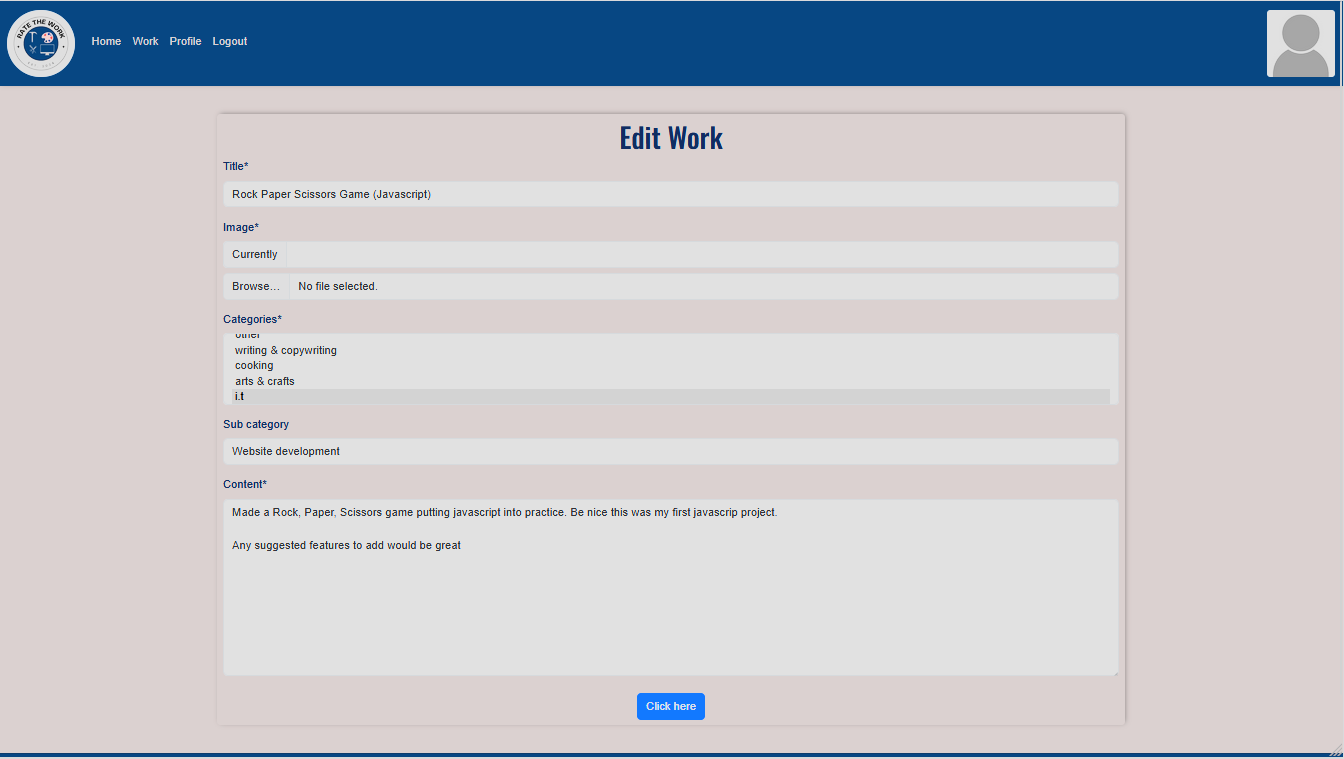 RATE THE WORK
Home Work Profile Logout
Edit Work
Title*
Rock Paper Scissors Game (Javascript)
Image*
Currently
Browse... No file selected.
Categories*
other
writing & copywriting
cooking
arts & crafts
i.t
Sub category
Website development
Content*
Made a Rock, Paper, Scissors game putting javascript into practice. Be nice this was my first javascrip project.
Any suggested features to add would be great
Click here